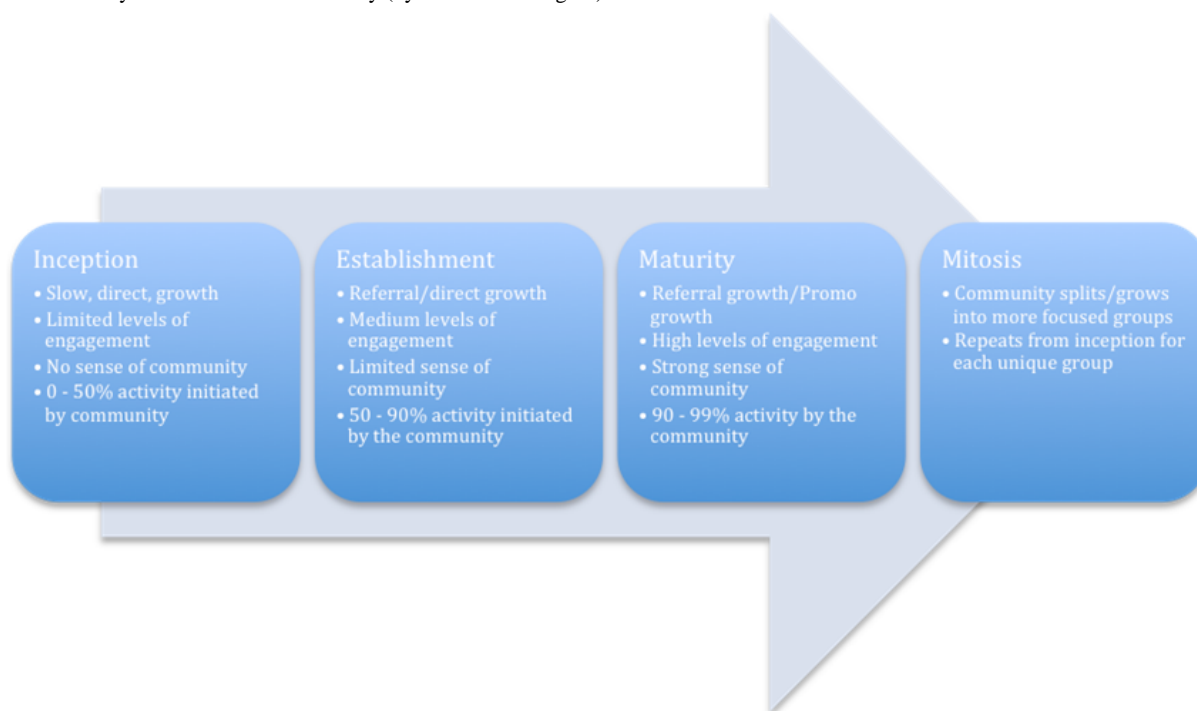 Inception
• Slow, direct, growth
• Limited levels of
engagement
• No sense of community
• 0 - 50% activity initiated
by community
Establishment
• Referral/direct growth
• Medium levels of
engagement
• Limited sense of
community
• 50 - 90% activity initiated
by the community
Maturity
• Referral growth/Promo
growth
• High levels of engagement
• Strong sense of
community
• 90 - 99% activity by the
community
Mitosis
• Community splits/grows
into more focused groups
• Repeats from inception for
each unique group